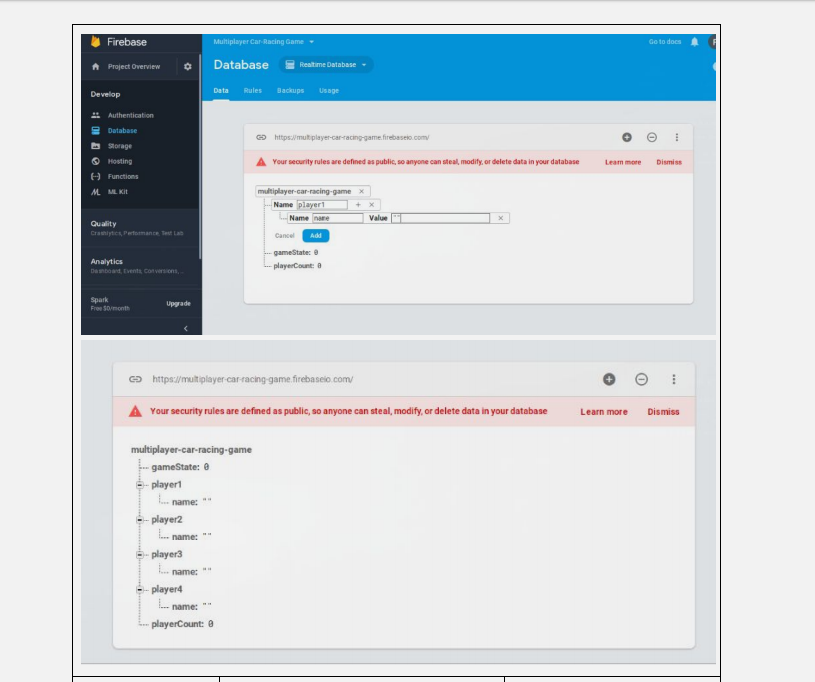 Firebase
Multiplayer Car-Racing Game
Go to docs
Project Overview
Database
Realtime Database
Develop
Data Rules Backups Usage
Authentication
Database
Storage
Hosting
Functions
ML Kit
Quality
Crashlytics, Performance, Test Lab
Analytics
Dashboard, Events, Conversions, ...
Spark
Free $0/month
Upgrade
https://multiplayer-car-racing-game.firebaseio.com/
Your security rules are defined as public, so anyone can steal, modify, or delete data in your database Learn more Dismiss
multiplayer-car-racing-game
Name player1
Name name Value ""
Cancel Add
gameState: 0
playerCount: 0
https://multiplayer-car-racing-game.firebaseio.com/
Your security rules are defined as public, so anyone can steal, modify, or delete data in your database Learn more Dismiss
multiplayer-car-racing-game
gameState: 0
player1
name: ""
player2
name: ""
player3
name: ""
player4
name: ""
playerCount: 0